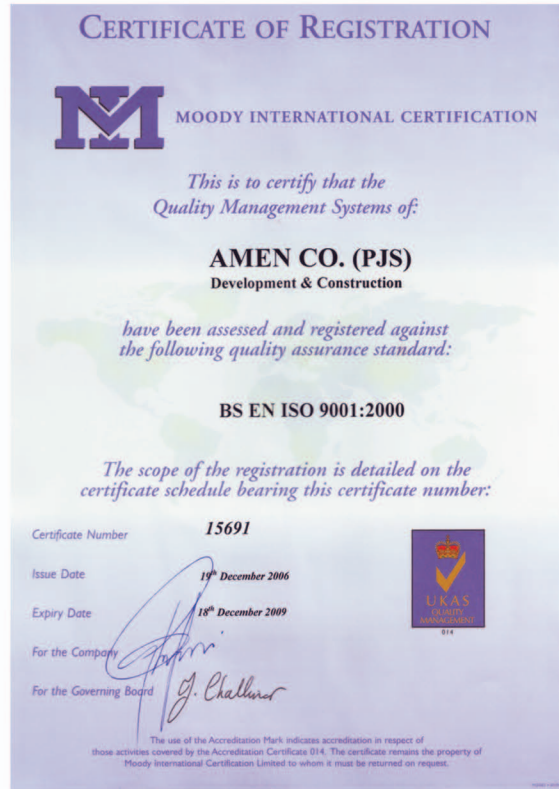 CERTIFICATE OF REGISTRATION
MOODY INTERNATIONAL CERTIFICATION
This is to certify that the
Quality Management Systems of:
AMEN CO. (PJS)
Development & Construction
have been assessed and registered against
the following quality assurance standard:
BS EN ISO 9001:2000
The scope of the registration is detailed on the
certificate schedule bearing this certificate number:
Certificate Number 15691
Issue Date 19th December 2006
Expiry Date 18th December 2009
For the Company
For the Governing Board
UKAS
QUALITY
MANAGEMENT
014
The use of the Accreditation Mark indicates accreditation in respect of
those activities covered by the Accreditation Certificate 014. The certificate remains the property of
Moody International Certification Limited to whom it must be returned on request.